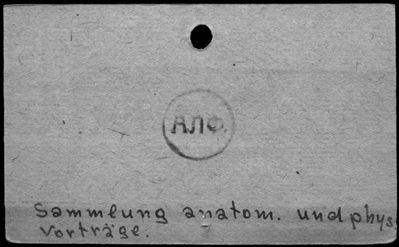 АЛФ.
Sammlung anatom. und phys.
Vorträge.